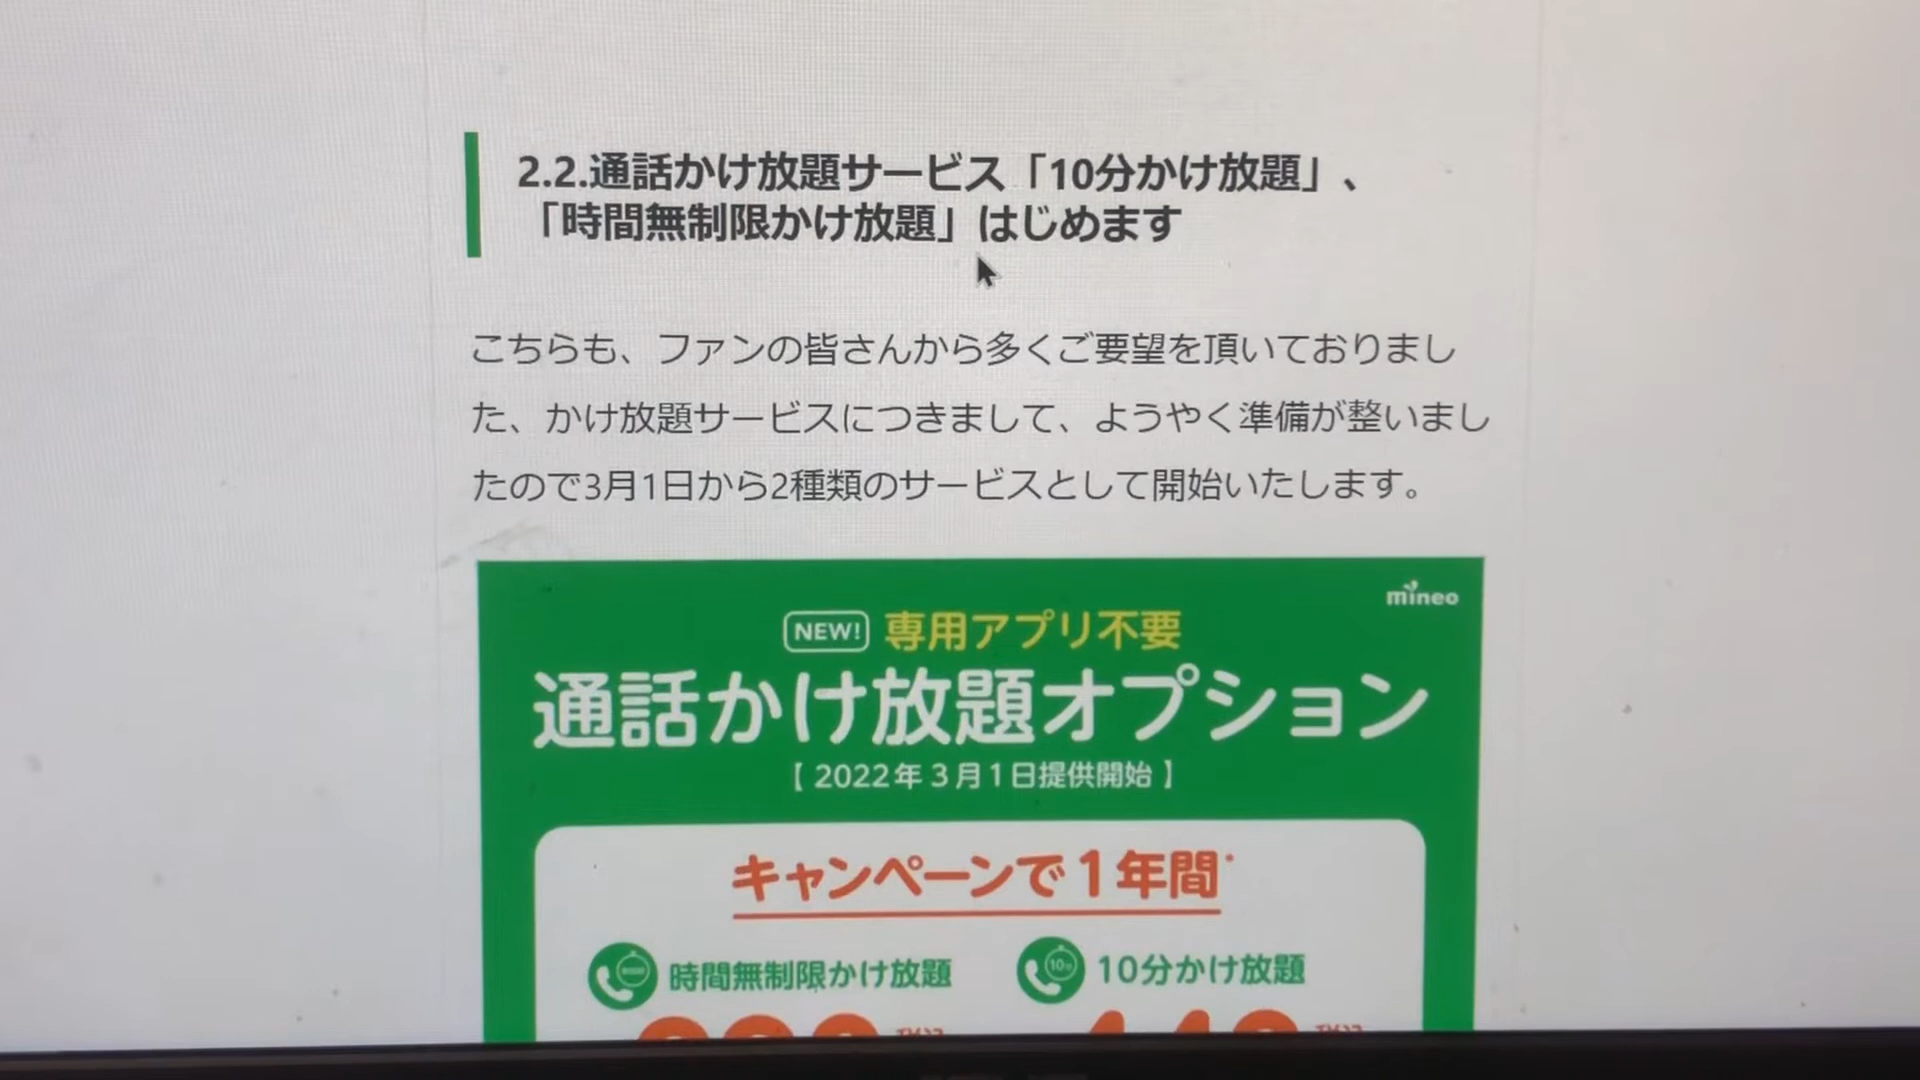 2.2.通話かけ放題サービス「10分かけ放題」、
「時間無制限かけ放題」はじめます
こちらも、ファンの皆さんから多くご要望を頂いておりまし
た、かけ放題サービスにつきまして、ようやく準備が整いまし
たので3月1日から2種類のサービスとして開始いたします。
mineo
NEW! 専用アプリ不要
通話かけ放題オプション
【 2022年3月1日提供開始 】
キャンペーンで1年間*
時間無制限かけ放題
10分 10分かけ放題